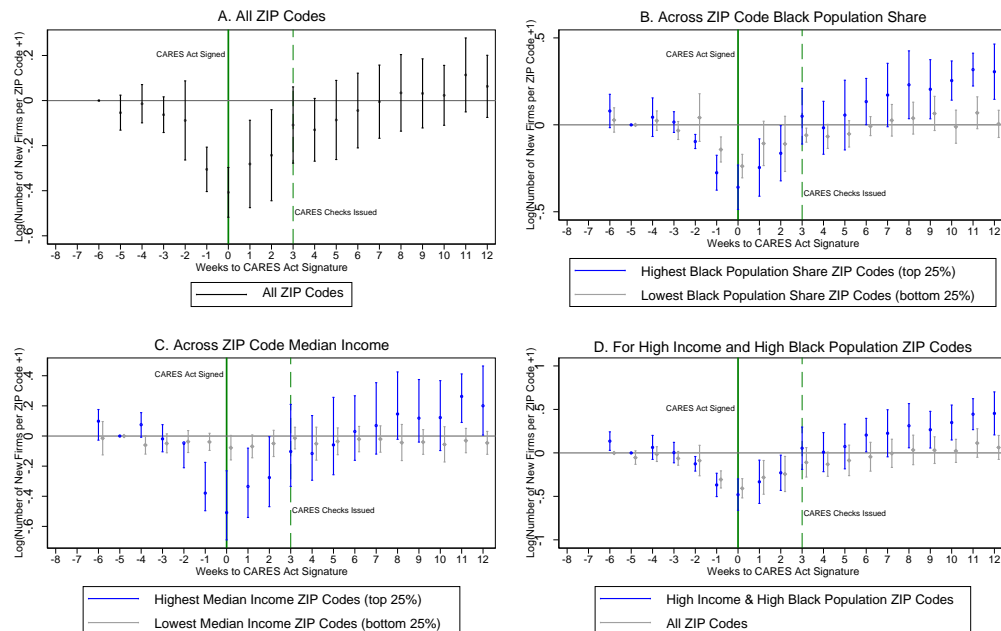 A. All ZIP Codes
Log(Number of New Firms per ZIP Code +1)
.2
0
-.2
-.4
-.6
CARES Act Signed
CARES Checks Issued
-8 -7 -6 -5 -4 -3 -2 -1 0 1 2 3 4 5 6 7 8 9 10 11 12
Weeks to CARES Act Signature
All ZIP Codes
B. Across ZIP Code Black Population Share
Log(Number of New Firms per ZIP Code +1)
.5
0
-.5
CARES Act Signed
CARES Checks Issued
-8 -7 -6 -5 -4 -3 -2 -1 0 1 2 3 4 5 6 7 8 9 10 11 12
Weeks to CARES Act Signature
Highest Black Population Share ZIP Codes (top 25%)
Lowest Black Population Share ZIP Codes (bottom 25%)
C. Across ZIP Code Median Income
Log(Number of New Firms per ZIP Code +1)
.4
.2
0
-.2
-.4
-.6
CARES Act Signed
CARES Checks Issued
-8 -7 -6 -5 -4 -3 -2 -1 0 1 2 3 4 5 6 7 8 9 10 11 12
Weeks to CARES Act Signature
Highest Median Income ZIP Codes (top 25%)
Lowest Median Income ZIP Codes (bottom 25%)
D. For High Income and High Black Population ZIP Codes
Log(Number of New Firms per ZIP Code +1)
1
.5
0
-.5
-1
CARES Act Signed
CARES Checks Issued
-8 -7 -6 -5 -4 -3 -2 -1 0 1 2 3 4 5 6 7 8 9 10 11 12
Weeks to CARES Act Signature
High Income & High Black Population ZIP Codes
All ZIP Codes